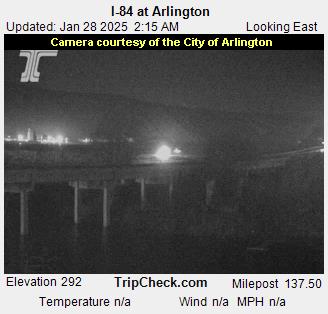 I-84 at Arlington
Updated: Jan 28 2025  2:15 AM Looking East
Camera courtesy of the City of Arlington
Elevation 292 TripCheck.com Milepost 137.50
Temperature n/a Wind n/a MPH n/a